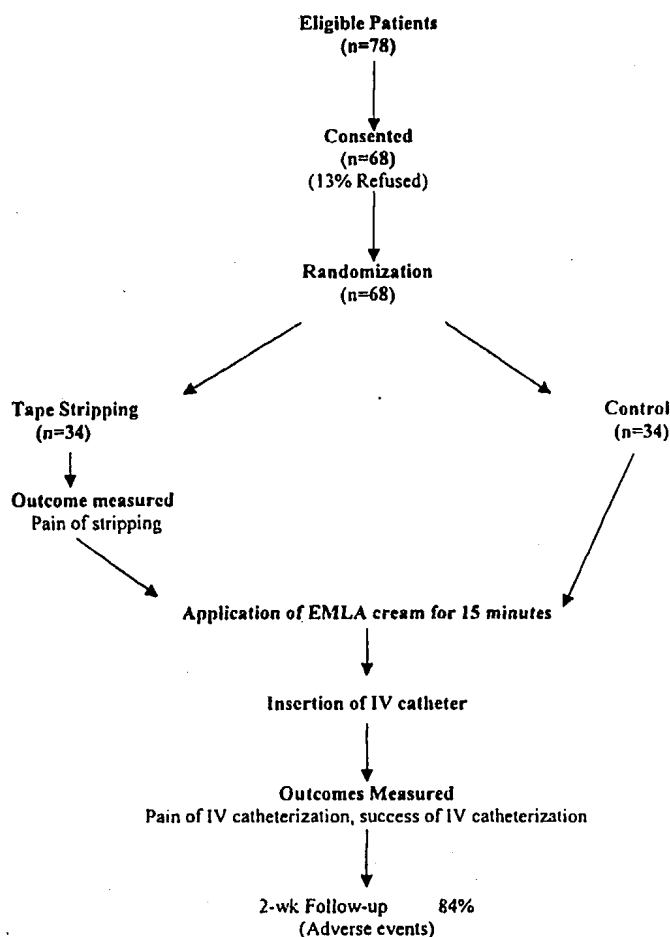 Eligible Patients
(n=78)
Consented
(n=68)
(13% Refused)
Randomization
(n=68)
Tape Stripping
(n=34)
Control
(n=34)
Outcome measured
Pain of stripping
Application of EMLA cream for 15 minutes
Insertion of IV catheter
Outcomes Measured
Pain of IV catheterization, success of IV catheterization
2-wk Follow-up 84%
(Adverse events)